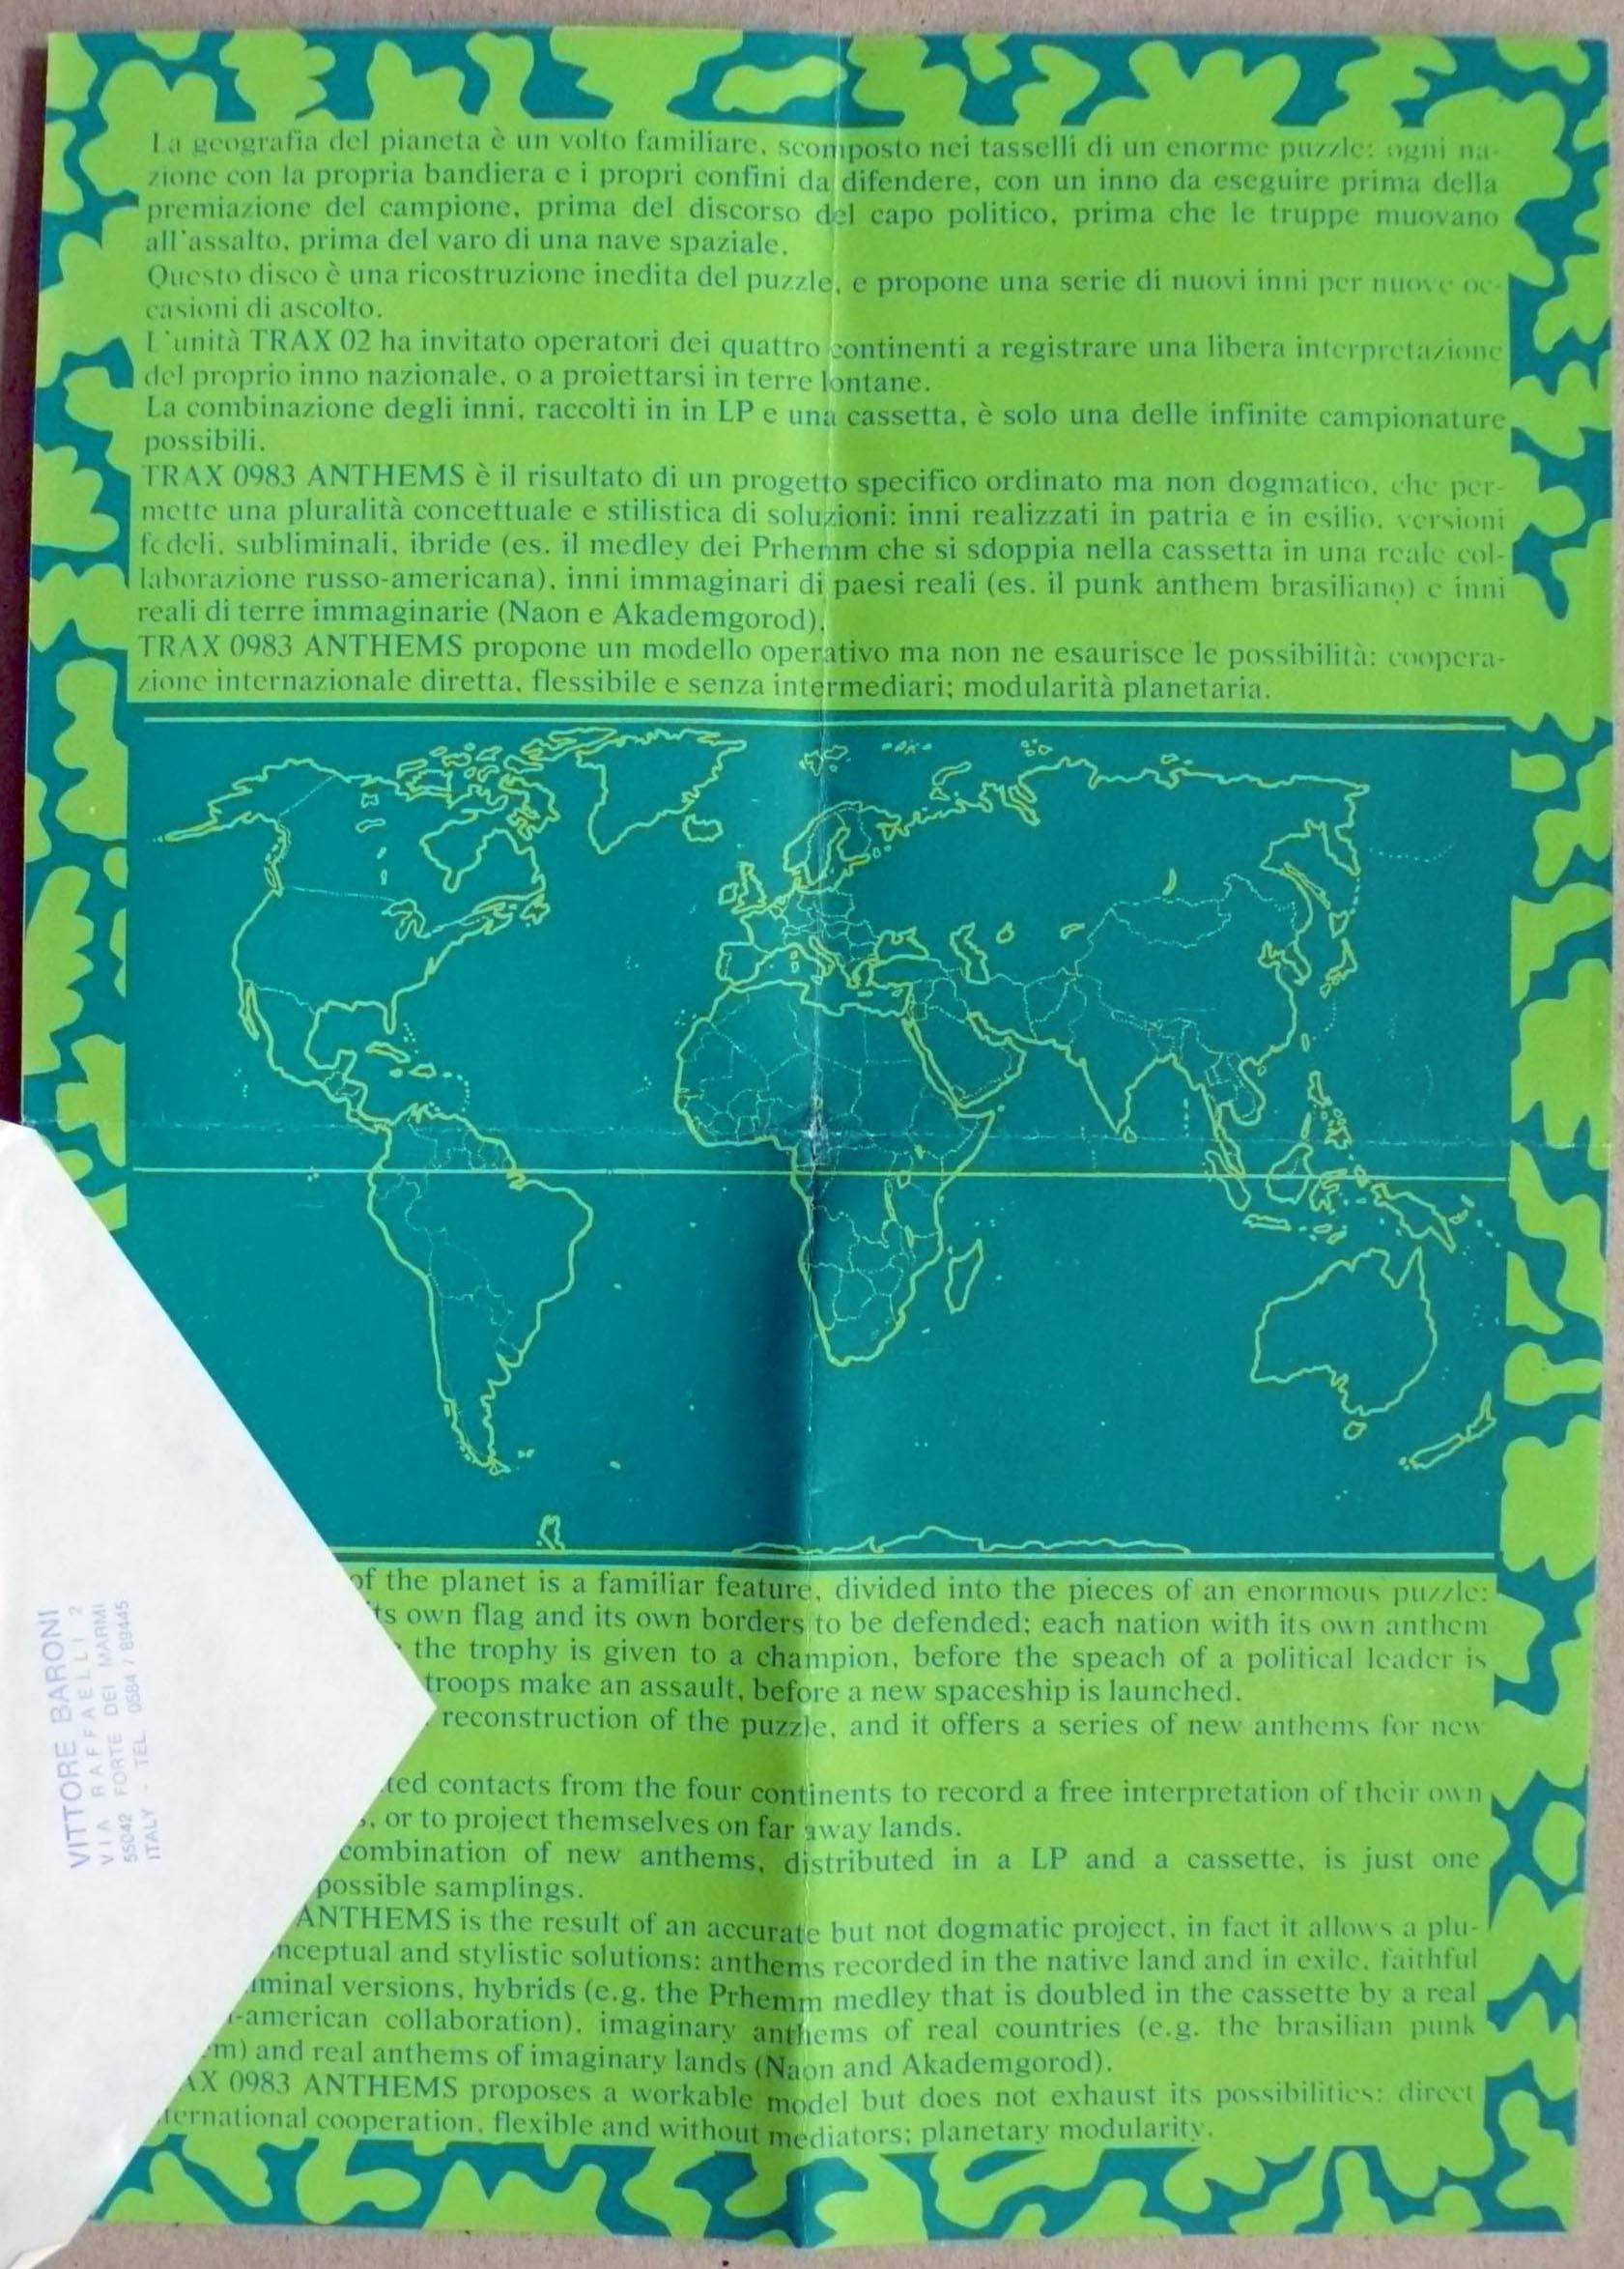 La geografia del pianeta è un volto familiare, scomposto nei tasselli di un enorme puzzle: ogni na-
zione con la propria bandiera e i propri confini da difendere, con un inno da eseguire prima della
premiazione del campione, prima del discorso del capo politico, prima che le truppe muovano
all'assalto, prima del varo di una nave spaziale.
Questo disco è una ricostruzione inedita del puzzle, e propone una serie di nuovi inni per nuove oc-
casioni di ascolto.
L'unità TRAX 02 ha invitato operatori dei quattro continenti a registrare una libera interpretazione
del proprio inno nazionale, o a proiettarsi in terre lontane.
La combinazione degli inni, raccolti in in LP e una cassetta, è solo una delle infinite campionature
possibili.
TRAX 0983 ANTHEMS è il risultato di un progetto specifico ordinato ma non dogmatico, che per-
mette una pluralità concettuale e stilistica di soluzioni: inni realizzati in patria e in esilio, versioni
fedeli, subliminali, ibride (es. il medley dei Prhemm che si sdoppia nella cassetta in una reale col-
laborazione russo-americana), inni immaginari di paesi reali (es. il punk anthem brasiliano) e inni
reali di terre immaginarie (Naon e Akademgorod).
TRAX 0983 ANTHEMS propone un modello operativo ma non ne esaurisce le possibilità: coopera-
zione internazionale diretta, flessibile e senza intermediari; modularità planetaria.
of the planet is a familiar feature, divided into the pieces of an enormous puzzle:
its own flag and its own borders to be defended; each nation with its own anthem
the trophy is given to a champion, before the speach of a political leader is
troops make an assault, before a new spaceship is launched.
reconstruction of the puzzle, and it offers a series of new anthems for new
ted contacts from the four continents to record a free interpretation of their own
, or to project themselves on far away lands.
combination of new anthems, distributed in a LP and a cassette, is just one
possible samplings.
ANTHEMS is the result of an accurate but not dogmatic project, in fact it allows a plu-
nceptual and stylistic solutions: anthems recorded in the native land and in exile, faithful
iminal versions, hybrids (e.g. the Prhemm medley that is doubled in the cassette by a real
-american collaboration), imaginary anthems of real countries (e.g. the brasilian punk
em) and real anthems of imaginary lands (Naon and Akademgorod).
AX 0983 ANTHEMS proposes a workable model but does not exhaust its possibilities: direct
ternational cooperation, flexible and without mediators; planetary modularity.
VITTORE BARONI
VIA RAFFAELLI 2
55042 FORTE DEI MARMI
ITALY - TEL 0584 / 89445